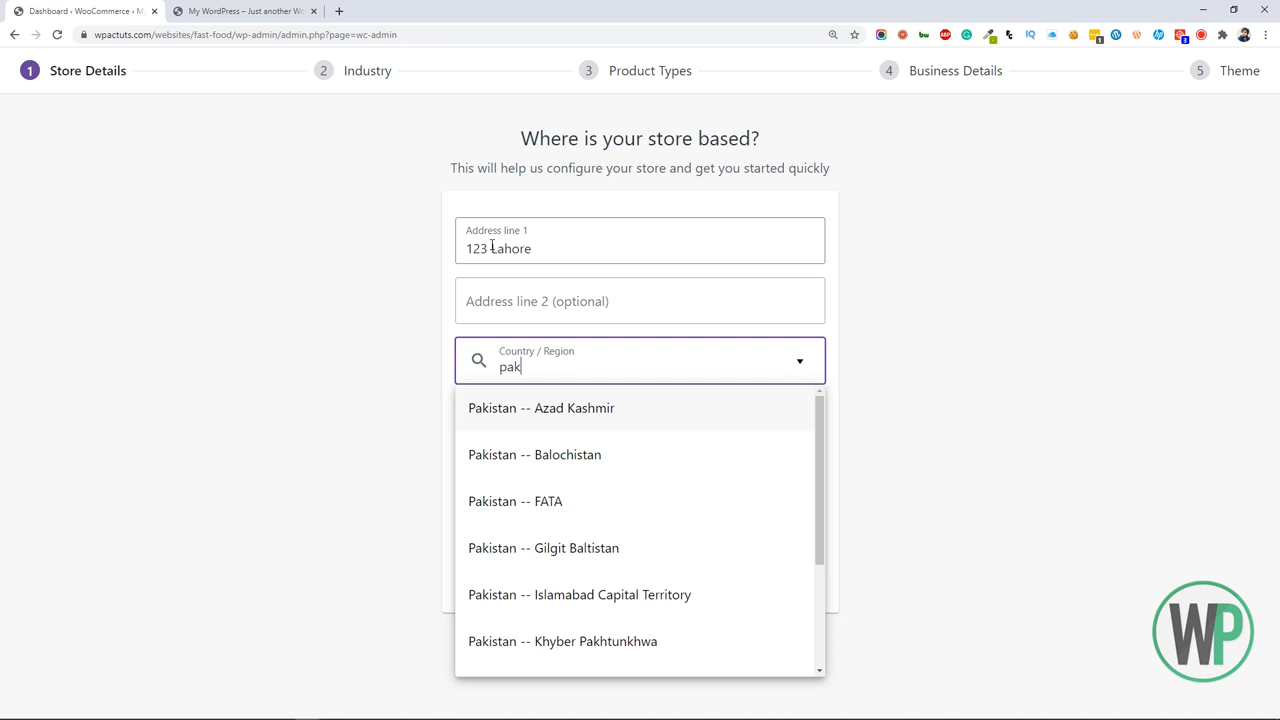 Dashboard ‹ WooCommerce ‹ M
My WordPress – Just another Wo
wpactuts.com/websites/fast-food/wp-admin/admin.php?page=wc-admin
1 Store Details
2 Industry
3 Product Types
4 Business Details
5 Theme
Where is your store based?
This will help us configure your store and get you started quickly
Address line 1
123 Lahore
Address line 2 (optional)
Country / Region
pak
Pakistan -- Azad Kashmir
Pakistan -- Balochistan
Pakistan -- FATA
Pakistan -- Gilgit Baltistan
Pakistan -- Islamabad Capital Territory
Pakistan -- Khyber Pakhtunkhwa
WP